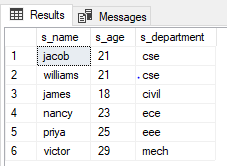 Results Messages
s_name s_age s_department
1 jacob 21 cse
2 williams 21 .cse
3 james 18 civil
4 nancy 23 ece
5 priya 25 eee
6 victor 29 mech